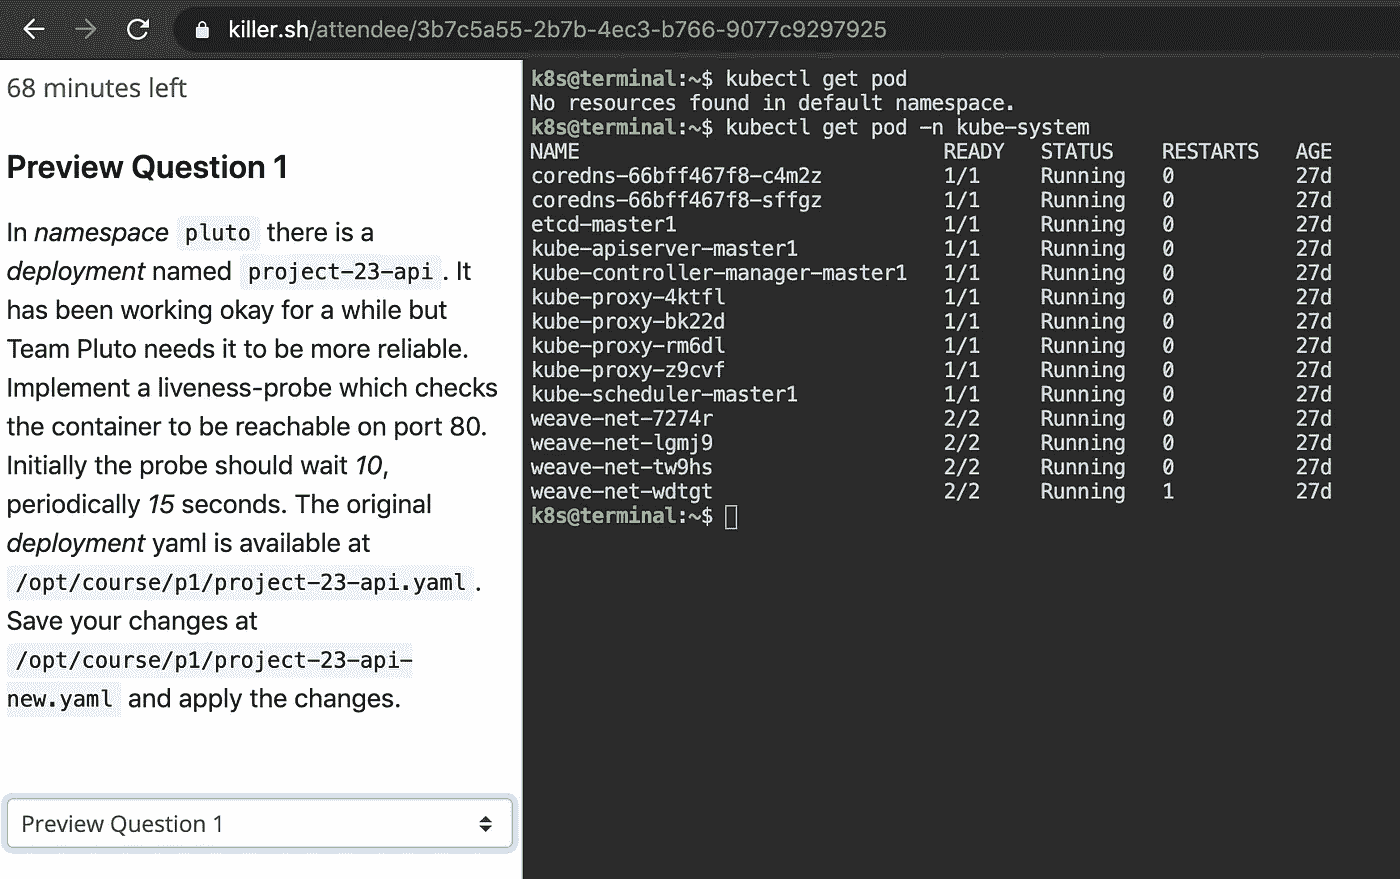 killer.sh/attendee/3b7c5a55-2b7b-4ec3-b766-9077c9297925
68 minutes left
Preview Question 1
In namespace pluto there is a
deployment named project-23-api. It
has been working okay for a while but
Team Pluto needs it to be more reliable.
Implement a liveness-probe which checks
the container to be reachable on port 80.
Initially the probe should wait 10,
periodically 15 seconds. The original
deployment yaml is available at
/opt/course/p1/project-23-api.yaml.
Save your changes at
/opt/course/p1/project-23-api-
new.yaml and apply the changes.
Preview Question 1
k8s@terminal:~$ kubectl get pod
No resources found in default namespace.
k8s@terminal:~$ kubectl get pod -n kube-system
NAME READY STATUS RESTARTS AGE
coredns-66bff467f8-c4m2z 1/1 Running 0 27d
coredns-66bff467f8-sffgz 1/1 Running 0 27d
etcd-master1 1/1 Running 0 27d
kube-apiserver-master1 1/1 Running 0 27d
kube-controller-manager-master1 1/1 Running 0 27d
kube-proxy-4ktfl 1/1 Running 0 27d
kube-proxy-bk22d 1/1 Running 0 27d
kube-proxy-rm6dl 1/1 Running 0 27d
kube-proxy-z9cvf 1/1 Running 0 27d
kube-scheduler-master1 1/1 Running 0 27d
weave-net-7274r 2/2 Running 0 27d
weave-net-lgmj9 2/2 Running 0 27d
weave-net-tw9hs 2/2 Running 0 27d
weave-net-wdtgt 2/2 Running 1 27d
k8s@terminal:~$